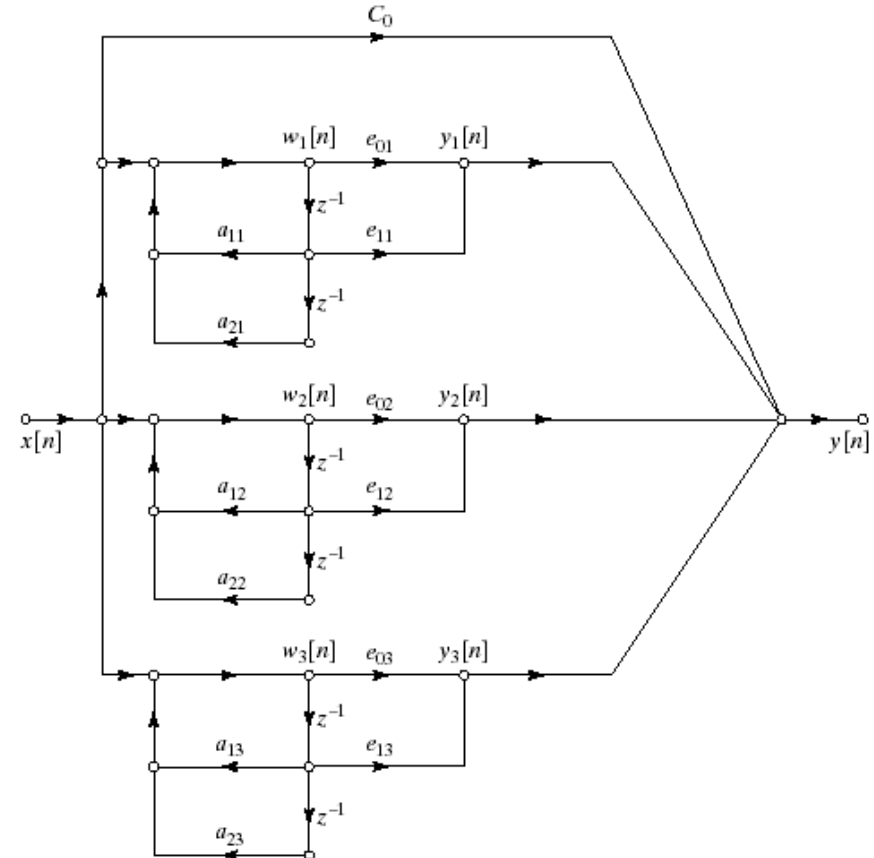 C₀
w₁[n] e₀₁ y₁[n]
z⁻¹
a₁₁ e₁₁
z⁻¹
a₂₁
w₂[n] e₀₂ y₂[n]
x[n] y[n]
z⁻¹
a₁₂ e₁₂
z⁻¹
a₂₂
w₃[n] e₀₃ y₃[n]
z⁻¹
a₁₃ e₁₃
z⁻¹
a₂₃